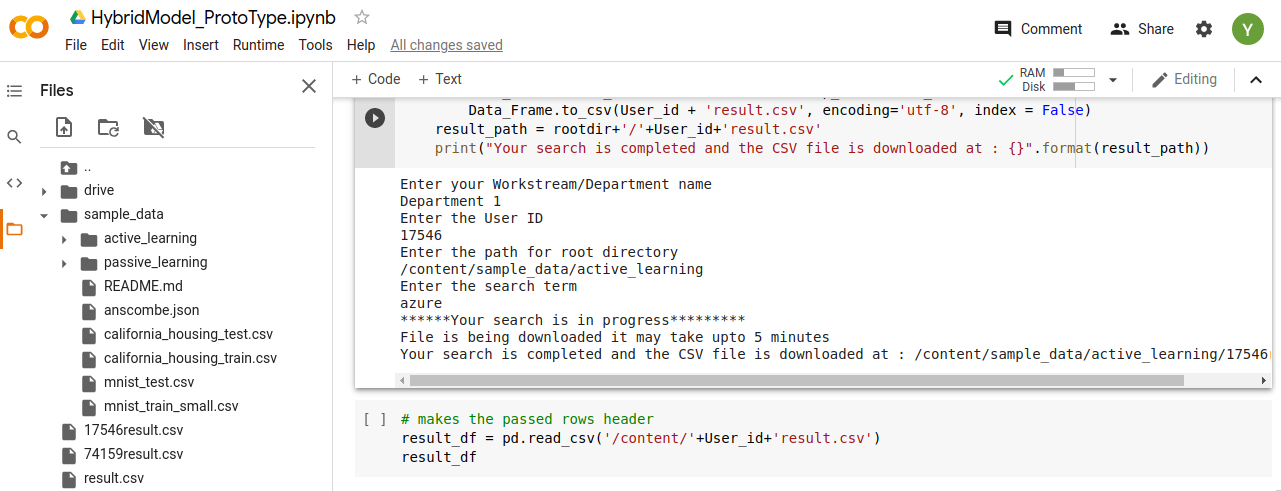 HybridModel_ProtoType.ipynb
File Edit View Insert Runtime Tools Help All changes saved
Comment Share Y
Files
+ Code + Text
RAM
Disk
Editing
Data_Frame.to_csv(User_id + 'result.csv', encoding='utf-8', index = False)
result_path = rootdir+'/'+User_id+'result.csv'
print("Your search is completed and the CSV file is downloaded at : {}".format(result_path))
..
drive
sample_data
active_learning
passive_learning
README.md
anscombe.json
california_housing_test.csv
california_housing_train.csv
mnist_test.csv
mnist_train_small.csv
17546result.csv
74159result.csv
result.csv
Enter your Workstream/Department name
Department 1
Enter the User ID
17546
Enter the path for root directory
/content/sample_data/active_learning
Enter the search term
azure
******Your search is in progress*********
File is being downloaded it may take upto 5 minutes
Your search is completed and the CSV file is downloaded at : /content/sample_data/active_learning/17546
[ ] # makes the passed rows header
result_df = pd.read_csv('/content/'+User_id+'result.csv')
result_df